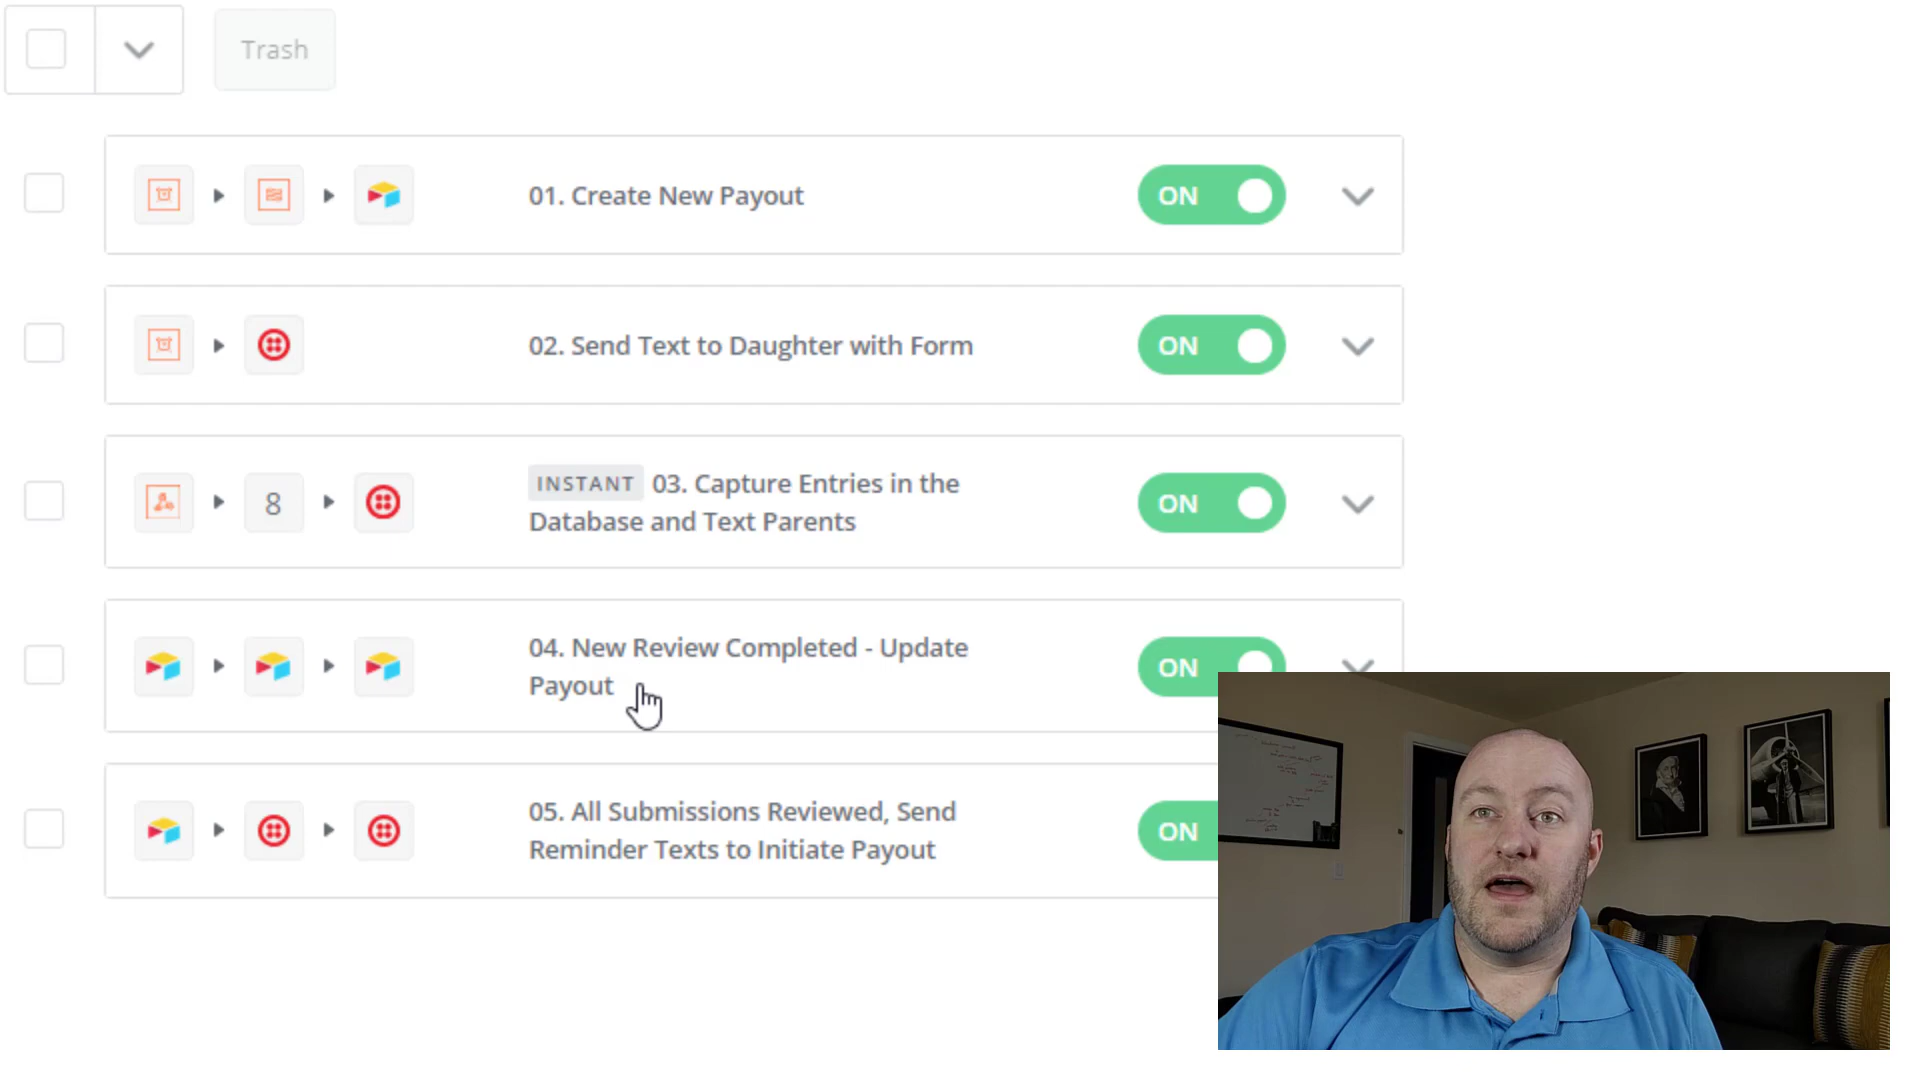 Trash
01. Create New Payout
ON
02. Send Text to Daughter with Form
ON
8
INSTANT 03. Capture Entries in the
Database and Text Parents
ON
04. New Review Completed - Update
Payout
ON
05. All Submissions Reviewed, Send
Reminder Texts to Initiate Payout
ON